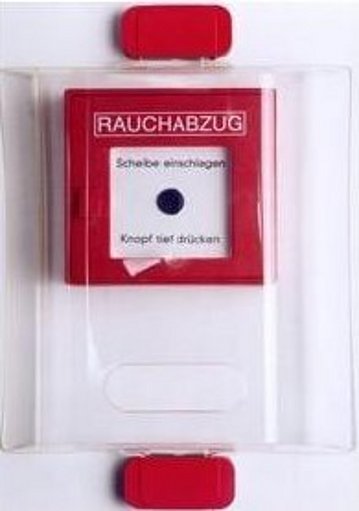 RAUCHABZUG
Scheibe einschlagen
Knopf tief drücken